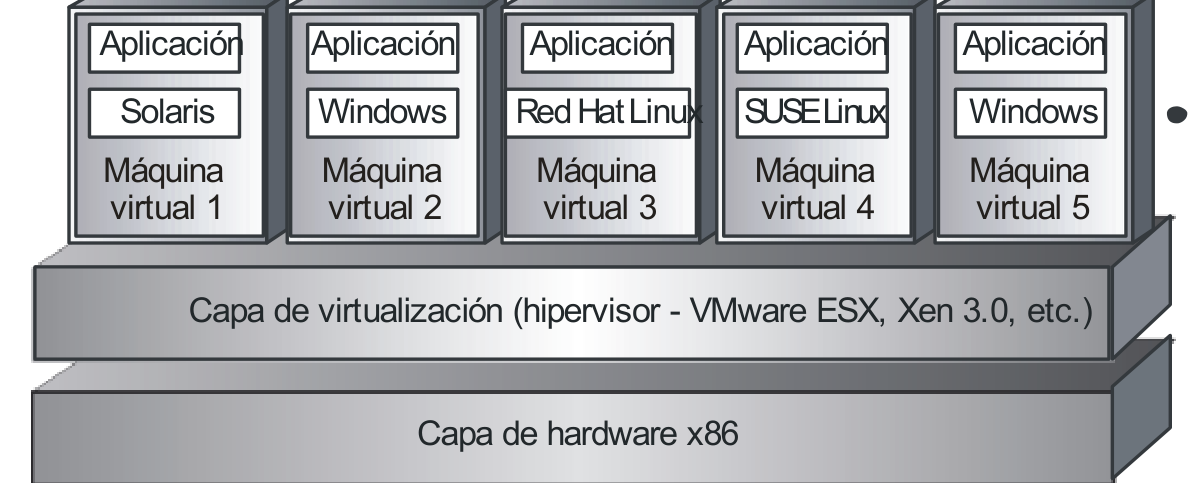 Aplicación Aplicación Aplicación Aplicación Aplicación
Solaris Windows Red Hat Linux SUSE Linux Windows
Máquina Máquina Máquina Máquina Máquina
virtual 1 virtual 2 virtual 3 virtual 4 virtual 5
Capa de virtualización (hipervisor - VMware ESX, Xen 3.0, etc.)
Capa de hardware x86